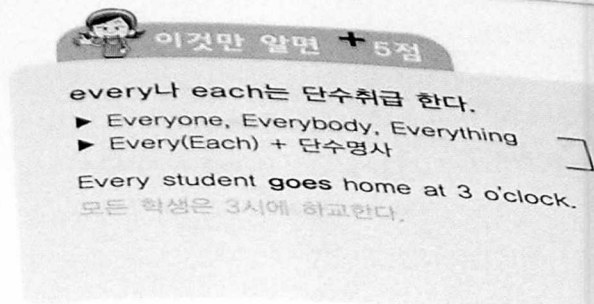 이것만 알면 + 5점
every나 each는 단수취급 한다.
► Everyone, Everybody, Everything
► Every(Each) + 단수명사
Every student goes home at 3 o'clock.
모든 학생은 3시에 하교한다.